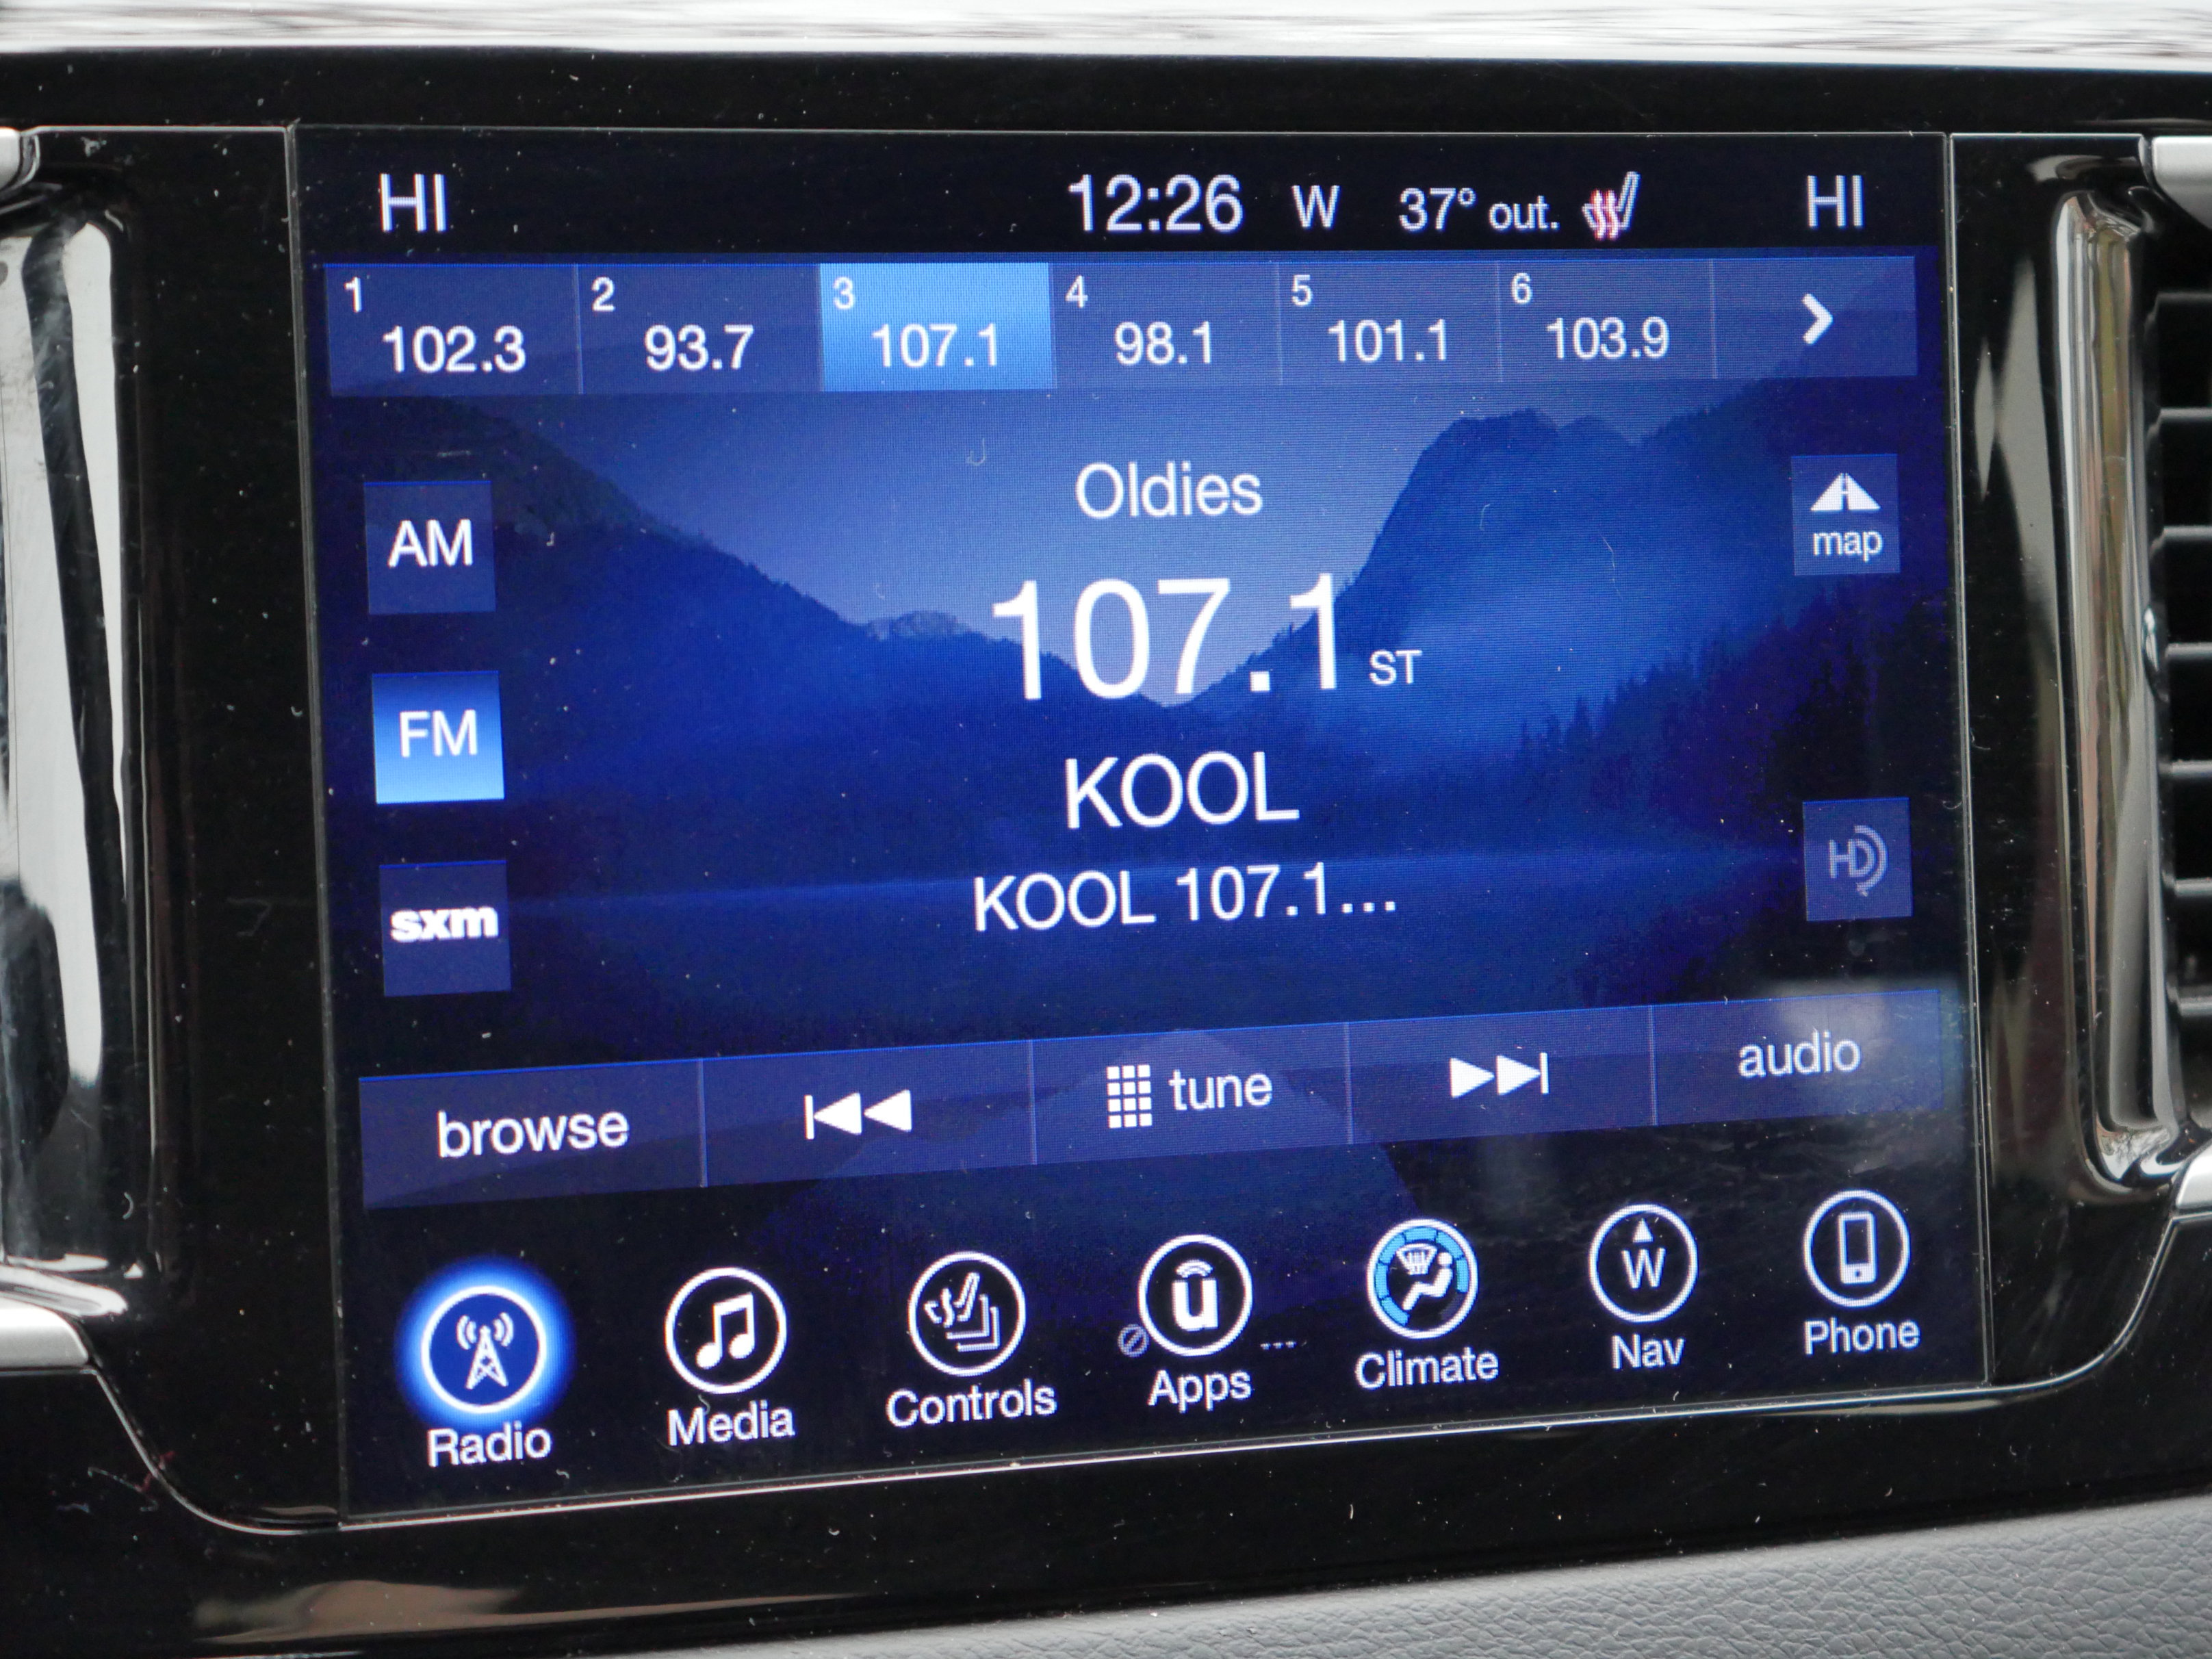 HI 12:26 W 37° out. HI
1 2 3 4 5 6
102.3 93.7 107.1 98.1 101.1 103.9
Oldies
AM
map
107.1 ST
FM
KOOL
HD
KOOL 107.1...
sxm
browse tune audio
u W
Radio Media Controls Apps --- Climate Nav Phone